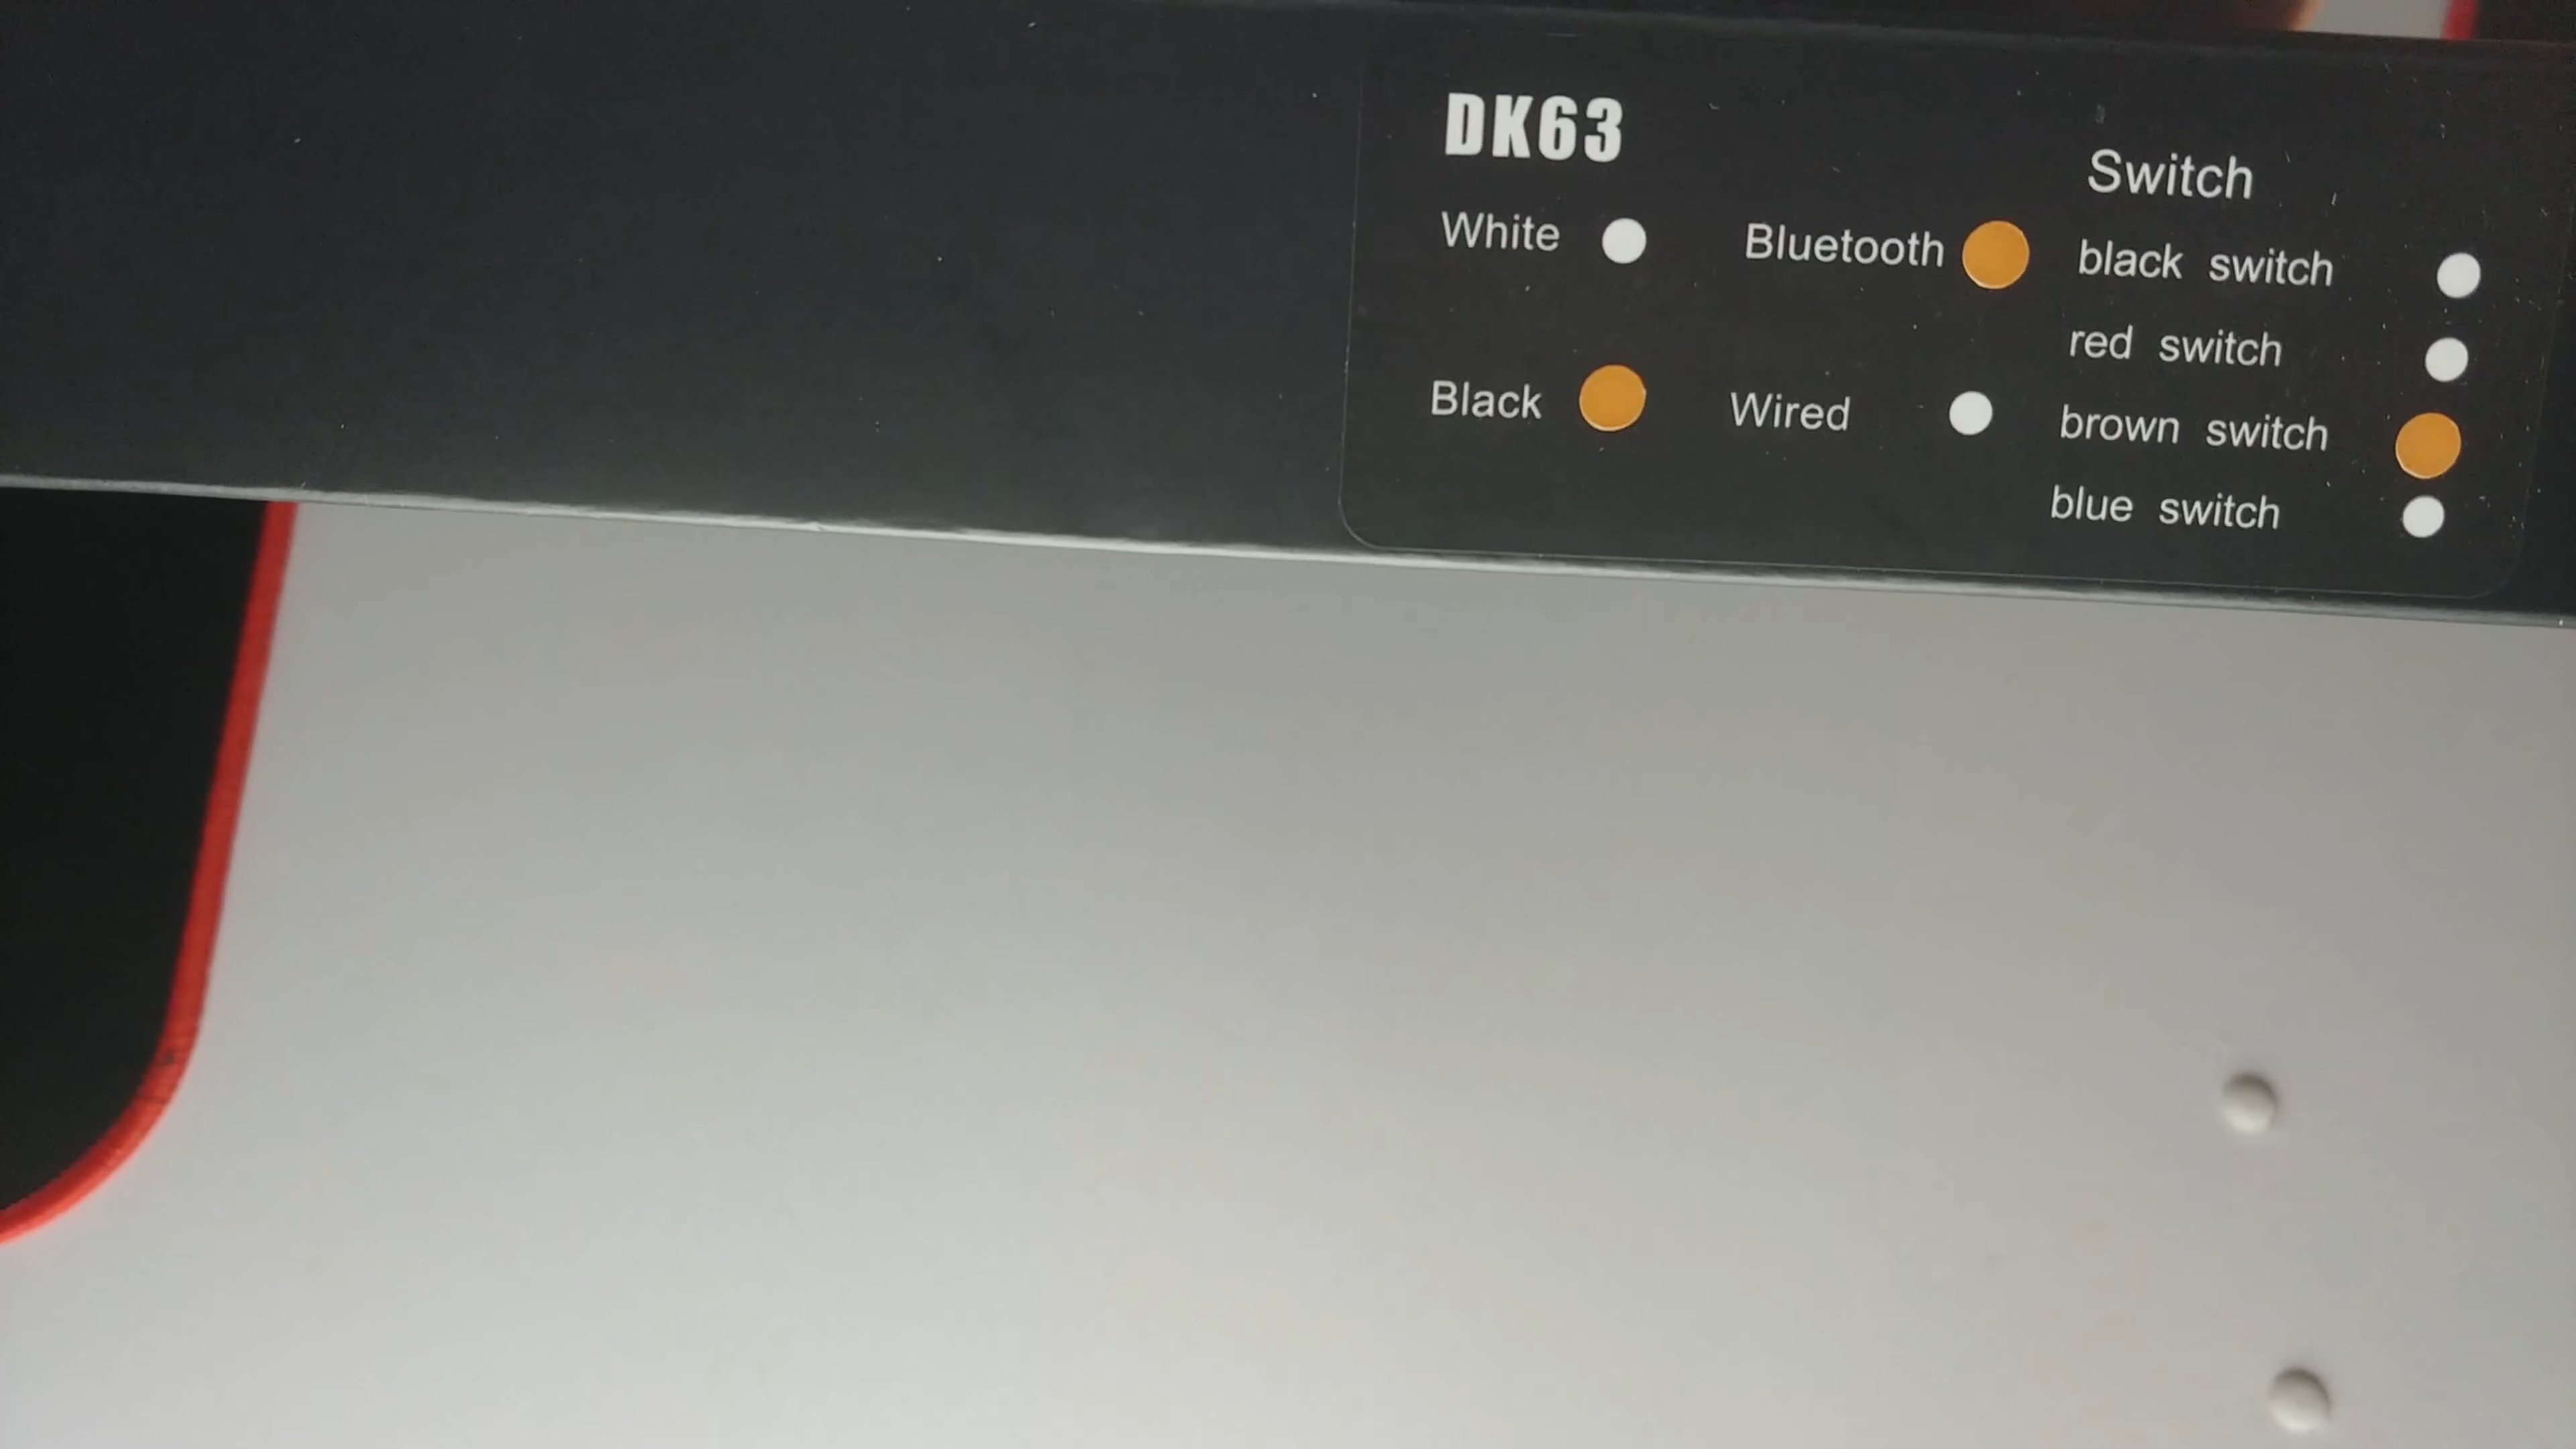 DK63
White
Bluetooth
Black
Wired
Switch
black switch
red switch
brown switch
blue switch